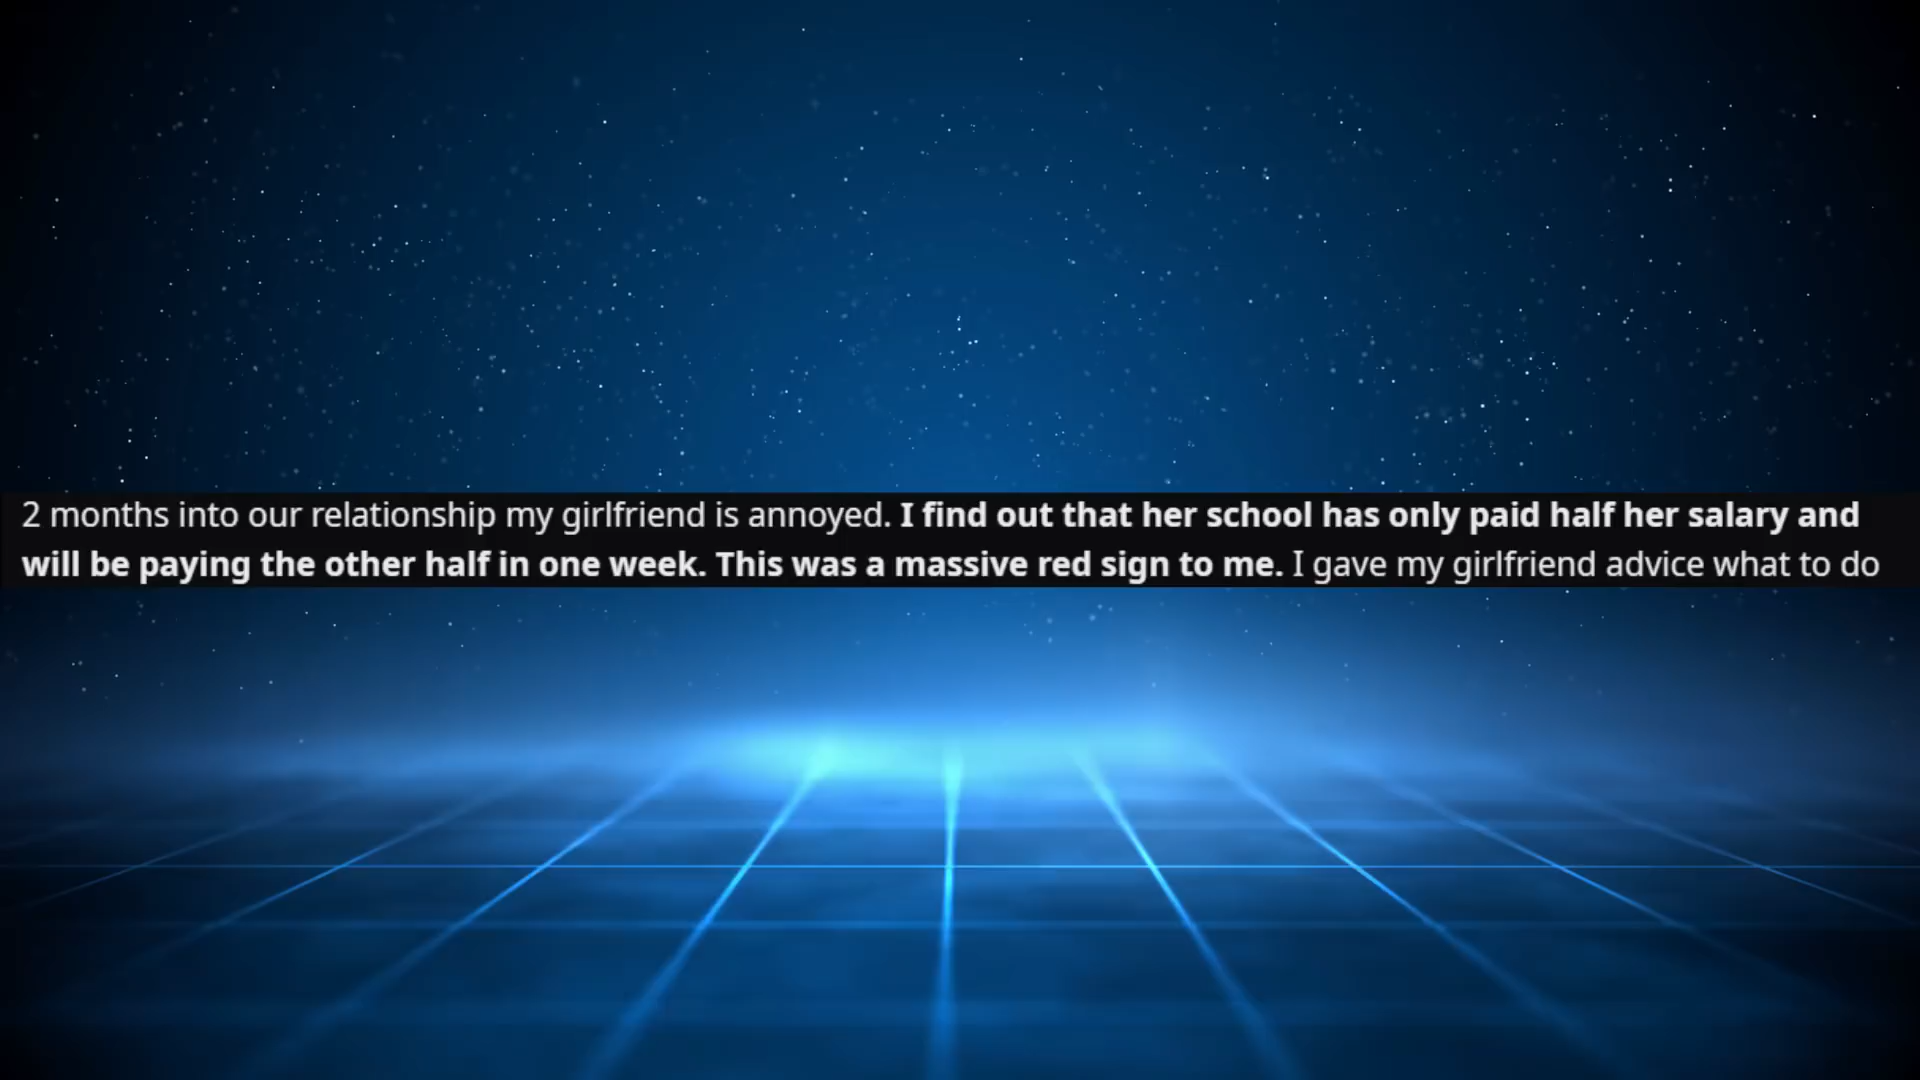 2 months into our relationship my girlfriend is annoyed. I find out that her school has only paid half her salary and
will be paying the other half in one week. This was a massive red sign to me. I gave my girlfriend advice what to do